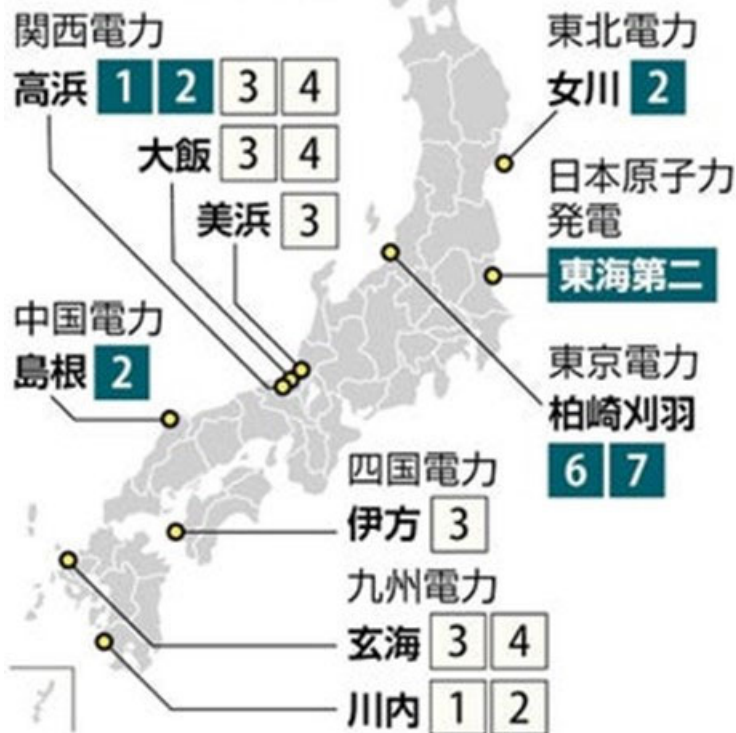 関西電力
高浜 1 2 3 4
大飯 3 4
美浜 3
中国電力
島根 2
東北電力
女川 2
日本原子力
発電
東海第二
東京電力
柏崎刈羽
6 7
四国電力
伊方 3
九州電力
玄海 3 4
川内 1 2